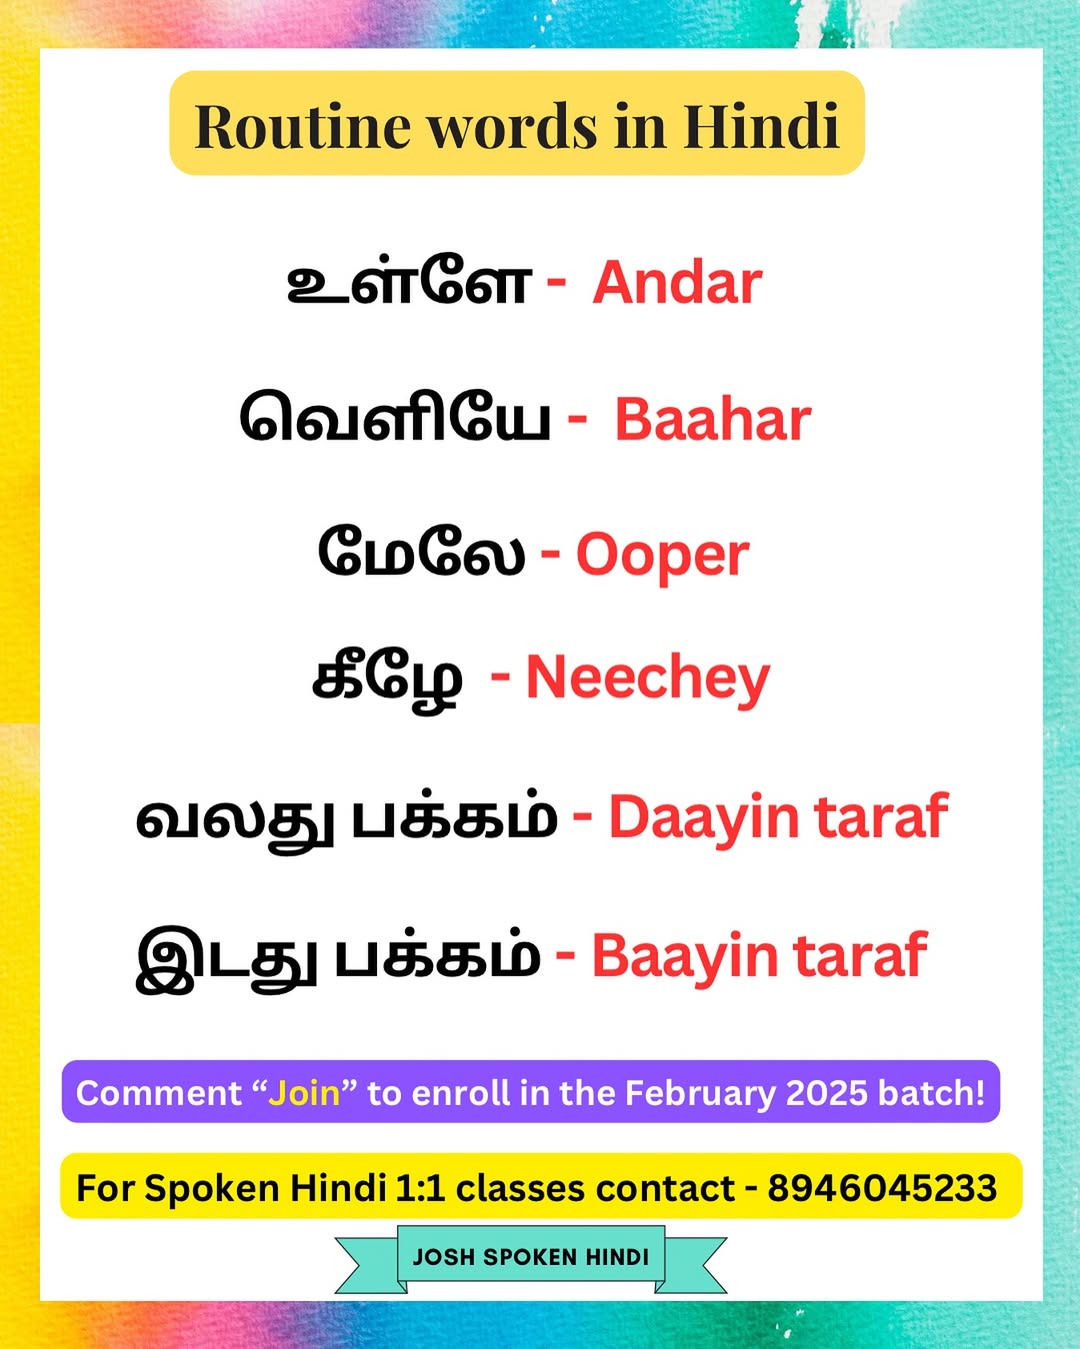 Routine words in Hindi
உள்ளே - Andar
வெளியே - Baahar
மேலே - Ooper
கீழே - Neechey
வலது பக்கம் - Daayin taraf
இடது பக்கம் - Baayin taraf
Comment “Join” to enroll in the February 2025 batch!
For Spoken Hindi 1:1 classes contact - 8946045233
JOSH SPOKEN HINDI